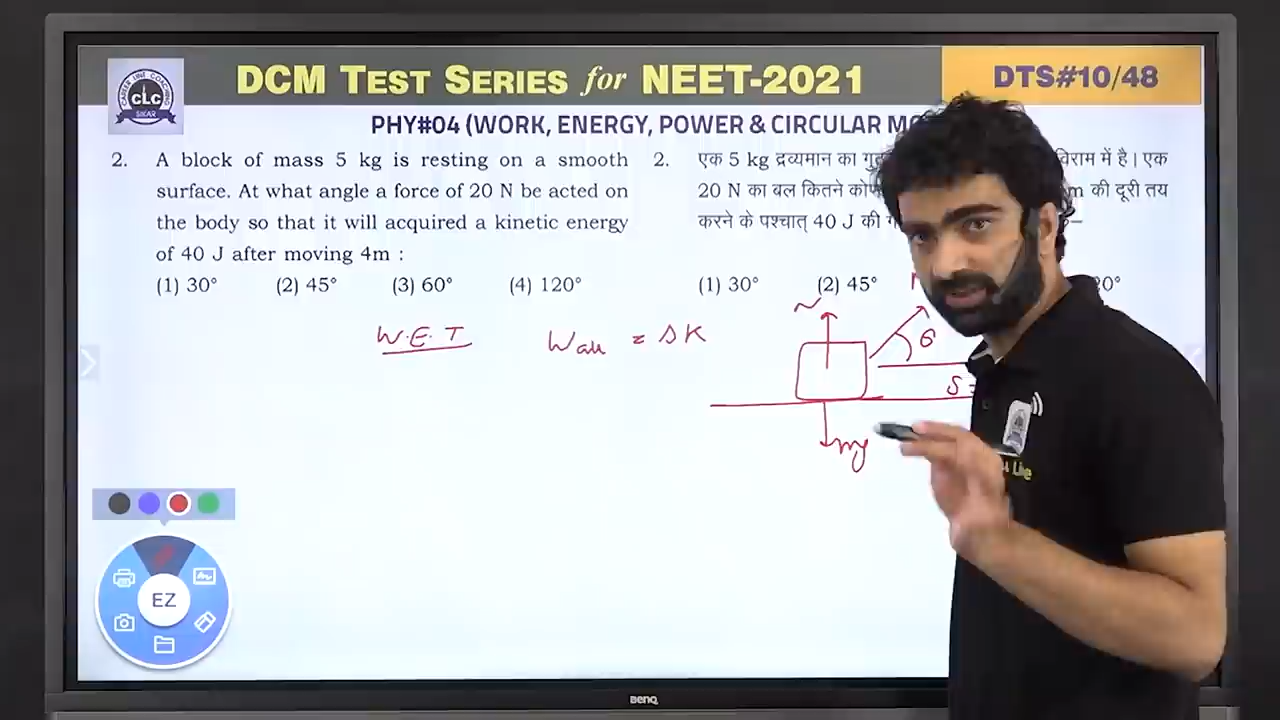 DCM TEST SERIES for NEET-2021
DTS#10/48
CLC
SIKAR
PHY#04 (WORK, ENERGY, POWER & CIRCULAR
2. A block of mass 5 kg is resting on a smooth
surface. At what angle a force of 20 N be acted on
the body so that it will acquired a kinetic energy
of 40 J after moving 4m :
(1) 30° (2) 45° (3) 60° (4) 120°
2. एक 5 kg द्रव्यमान का विराम में है। एक
20 N का बल कितने m की दूरी तय
करने के पश्चात् 40 J की
(1) 30° (2) 45°
W.E.T Wall = ΔK
N
θ
S =
mg
EZ
BenQ